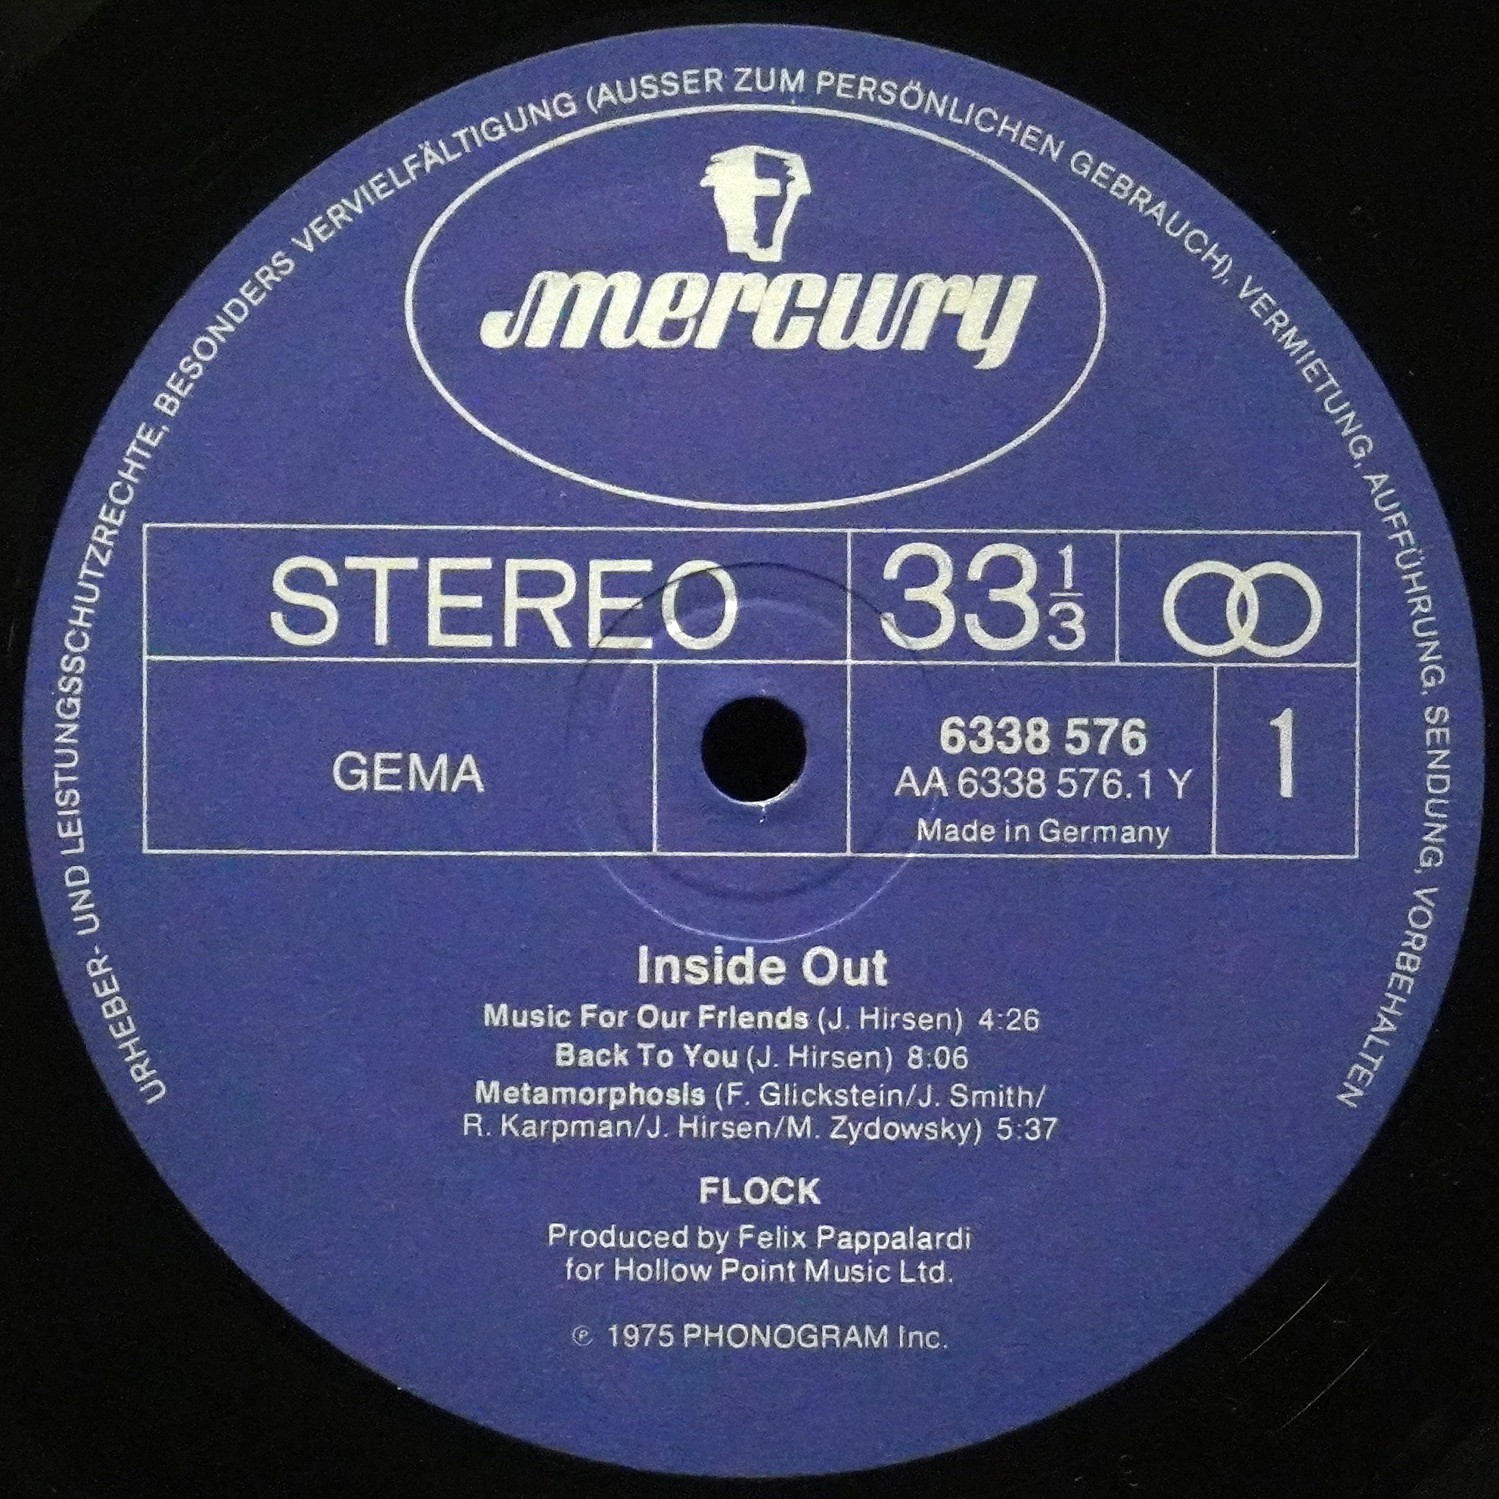 URHEBER- UND LEISTUNGSSCHUTZRECHTE, BESONDERS VERVIELFÄLTIGUNG (AUSSER ZUM PERSÖNLICHEN GEBRAUCH), VERMIETUNG, AUFFÜHRUNG, SENDUNG, VORBEHALTEN
mercury
STEREO 33 1/3
GEMA
6338 576
AA 6338 576.1 Y
Made in Germany
1
Inside Out
Music For Our Friends (J. Hirsen) 4:26
Back To You (J. Hirsen) 8:06
Metamorphosis (F. Glickstein/J. Smith/
R. Karpman/J. Hirsen/M. Zydowsky) 5:37
FLOCK
Produced by Felix Pappalardi
for Hollow Point Music Ltd.
℗ 1975 PHONOGRAM Inc.